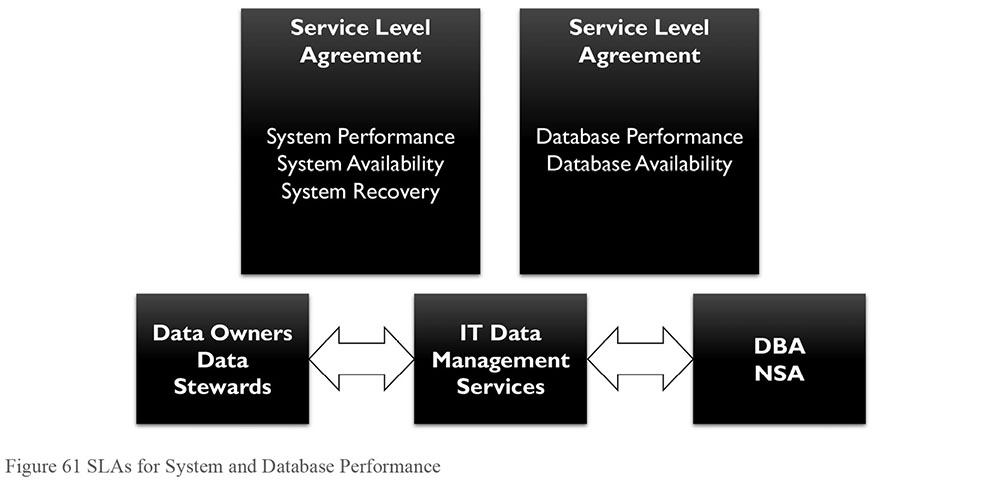 Service Level
Agreement
System Performance
System Availability
System Recovery
Service Level
Agreement
Database Performance
Database Availability
Data Owners
Data
Stewards
IT Data
Management
Services
DBA
NSA
Figure 61 SLAs for System and Database Performance